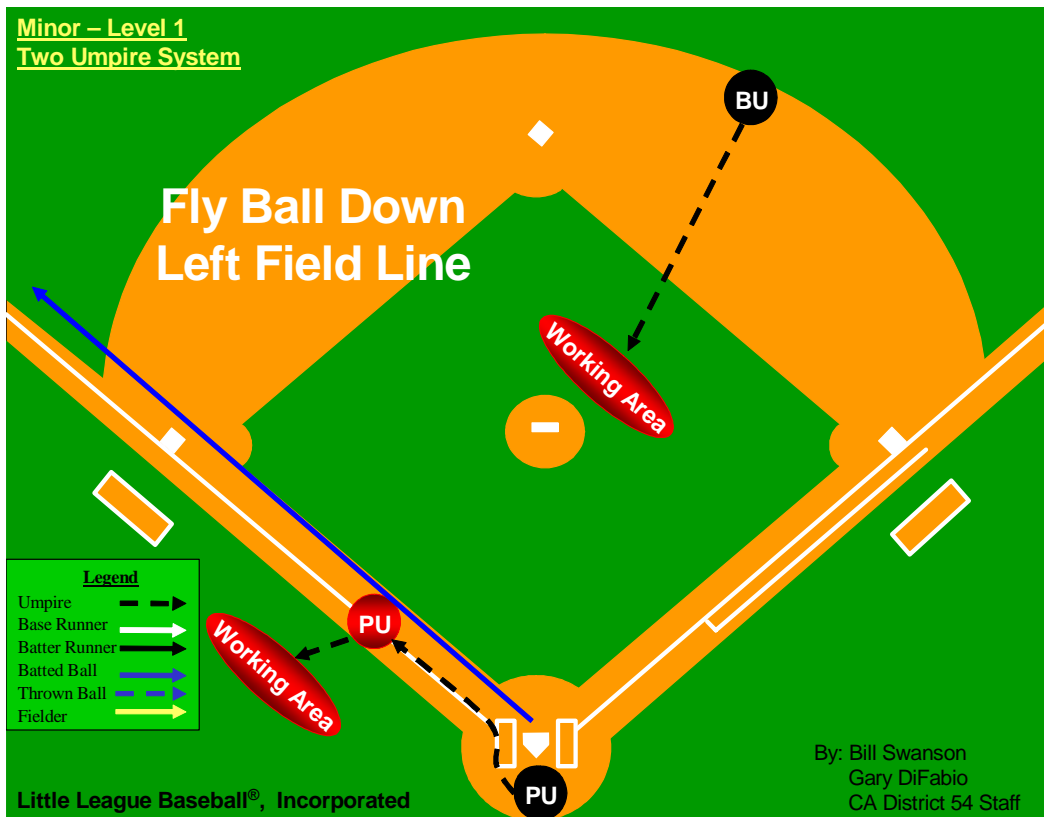 Minor – Level 1
Two Umpire System
BU
Fly Ball Down
Left Field Line
Working Area
Legend
Umpire
Base Runner
Batter Runner
Batted Ball
Thrown Ball
Fielder
PU
Working Area
PU
By: Bill Swanson
Gary DiFabio
CA District 54 Staff
Little League Baseball®, Incorporated